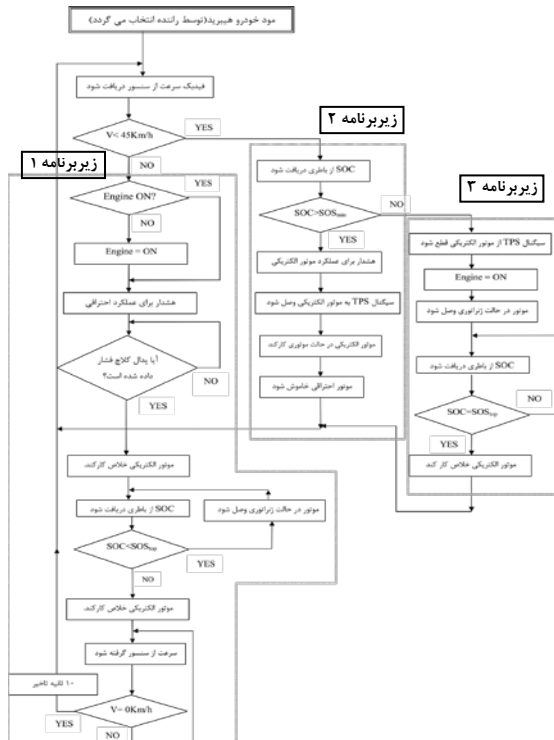 مود خودرو هیبرید(توسط راننده انتخاب می گردد)
فیدبک سرعت از سنسور دریافت شود
V< 45Km/h
YES
NO
زیربرنامه ۱
Engine ON?
YES
NO
Engine = ON
هشدار برای عملکرد احتراقی
آیا پدال کلاچ فشار
داده شده است؟
NO
YES
موتور الکتریکی خلاص کارکند.
SOC از باطری دریافت شود
موتور در حالت ژنراتوری وصل شود
SOC<SOStop
YES
NO
موتور الکتریکی خلاص کارکند.
سرعت از سنسور گرفته شود
۱۰ ثانیه تاخیر
V= 0Km/h
YES
NO
زیربرنامه ۲
SOC از باطری دریافت شود
SOC>SOSmin
NO
YES
هشدار برای عملکرد موتور الکتریکی
سیگنال TPS به موتور الکتریکی وصل شود
موتور الکتریکی در حالت موتوری کارکند
موتور احتراقی خاموش شود
زیربرنامه ۳
سیگنال TPS از موتور الکتریکی قطع شود
Engine = ON
موتور در حالت ژنراتوری وصل شود
SOC از باطری دریافت شود
SOC=SOStop
NO
YES
موتور الکتریکی خلاص کار کند